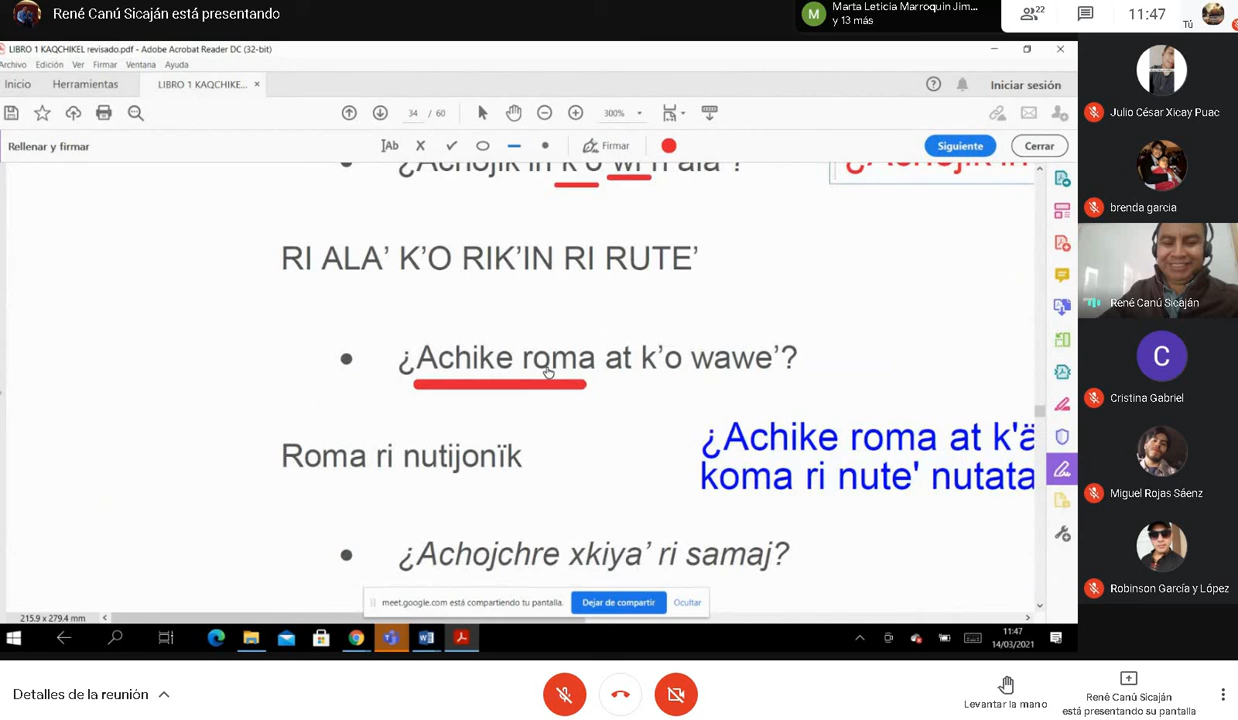 René Canú Sicaján está presentando
Marta Leticia Marroquin Jim...
y 13 más
22
11:47
Tú
LIBRO 1 KAQCHIKEL revisado.pdf - Adobe Acrobat Reader DC (32-bit)
Archivo Edición Ver Firmar Ventana Ayuda
Inicio Herramientas LIBRO 1 KAQCHIKE... ×
Iniciar sesión
34 / 60
300%
Rellenar y firmar
Ab
Firmar
Siguiente
Cerrar
RI ALA’ K’O RIK’IN RI RUTE’
• ¿Achike roma at k’o wawe’?
Roma ri nutijonïk
¿Achike roma at k'ä
koma ri nute' nutata
• ¿Achojchre xkiya’ ri samaj?
meet.google.com está compartiendo tu pantalla.
Dejar de compartir
Ocultar
215.9 x 279.4 mm
11:47
14/03/2021
Julio César Xicay Puac
brenda garcia
René Canú Sicaján
C
Cristina Gabriel
Miguel Rojas Sáenz
Robinson García y López
Detalles de la reunión
Levantar la mano
René Canú Sicaján
está presentando su pantalla